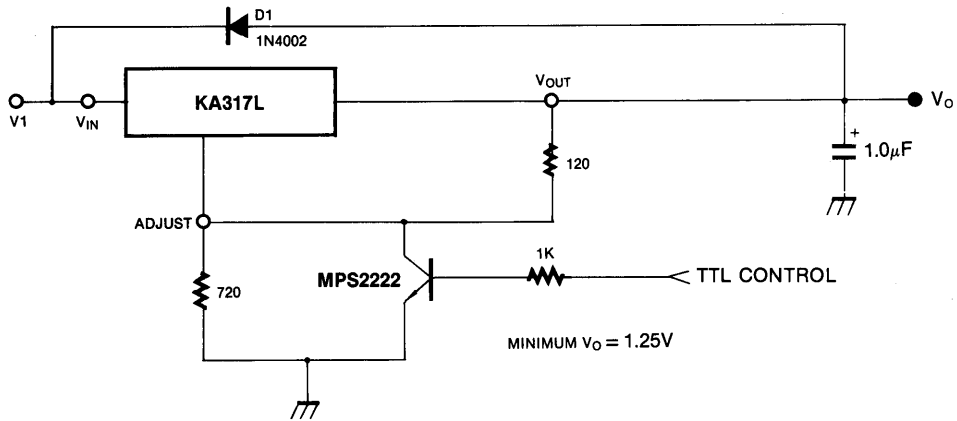 D1
1N4002
KA317L
V1
VIN
VOUT
VO
+
1.0μF
120
ADJUST
720
MPS2222
1K
TTL CONTROL
MINIMUM VO = 1.25V